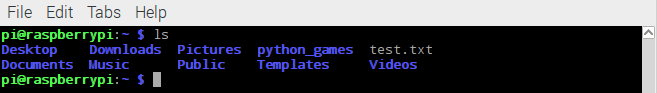 File Edit Tabs Help
pi@raspberrypi:~ $ ls
Desktop Downloads Pictures python_games test.txt
Documents Music Public Templates Videos
pi@raspberrypi:~ $